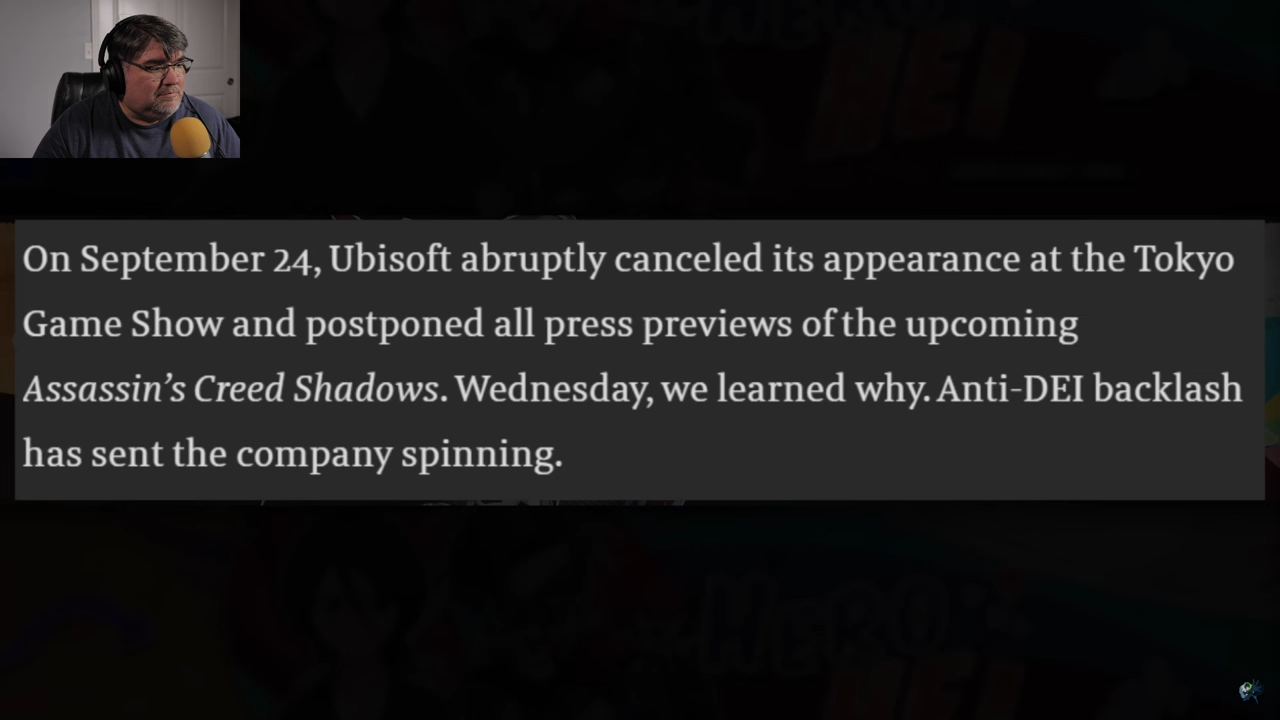 On September 24, Ubisoft abruptly canceled its appearance at the Tokyo
Game Show and postponed all press previews of the upcoming
Assassin's Creed Shadows. Wednesday, we learned why. Anti-DEI backlash
has sent the company spinning.